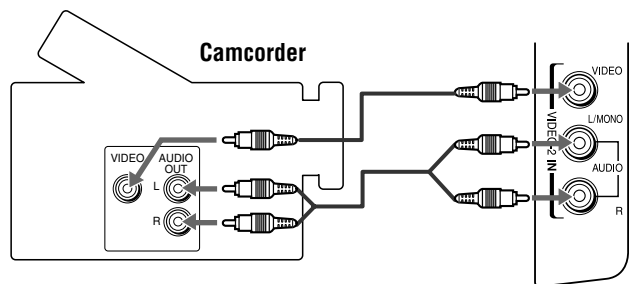 Camcorder
VIDEO
AUDIO
OUT
L
R
VIDEO
L/MONO
AUDIO
R
VIDEO-2 IN